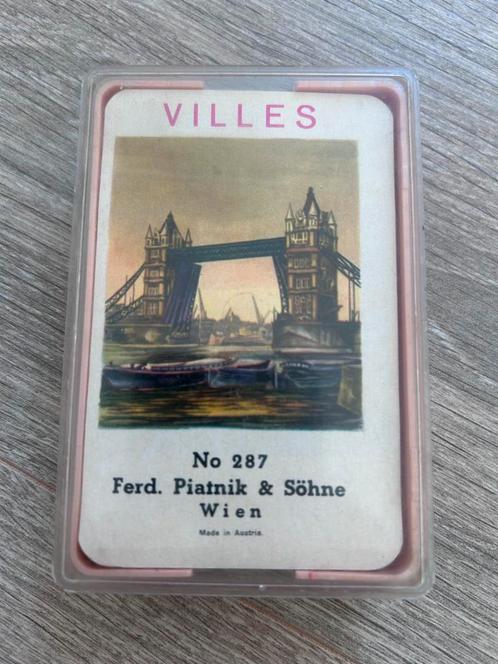 VILLES
No 287
Ferd. Piatnik & Söhne
Wien
Made in Austria.